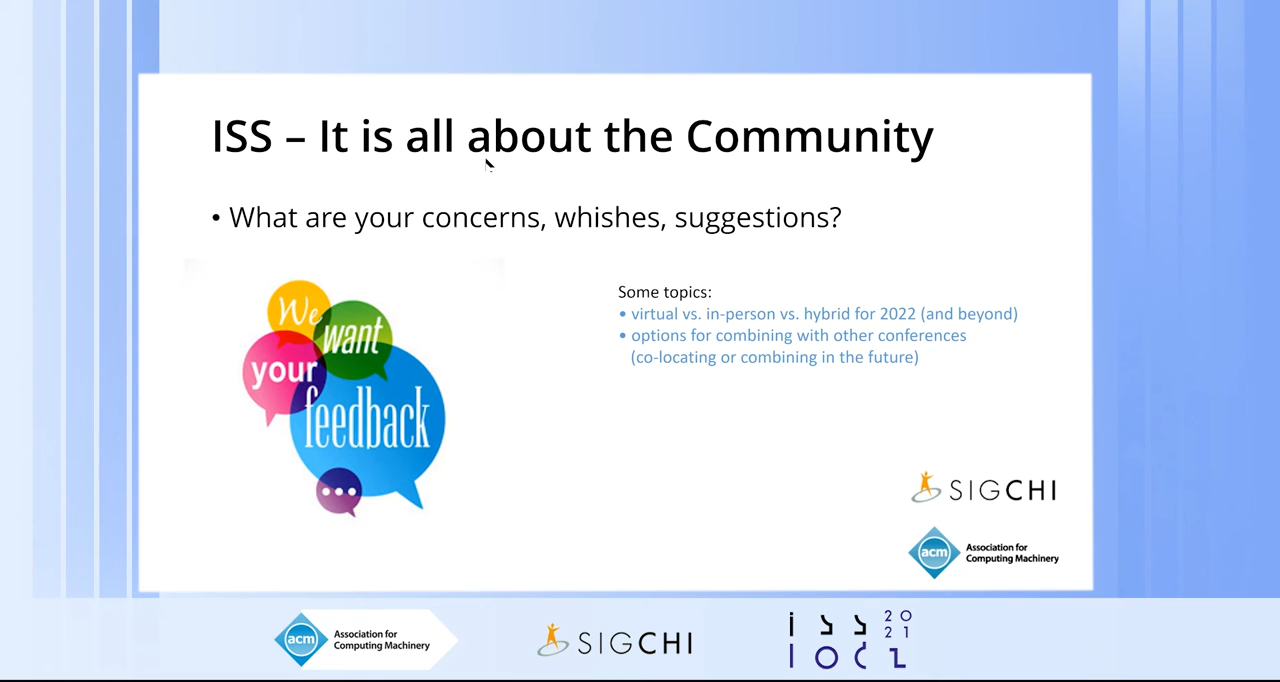 ISS – It is all about the Community
• What are your concerns, whishes, suggestions?
We
want
your
feedback
Some topics:
• virtual vs. in-person vs. hybrid for 2022 (and beyond)
• options for combining with other conferences
(co-locating or combining in the future)
SIGCHI
acm Association for
Computing Machinery
acm Association for
Computing Machinery
SIGCHI
iss 20
21